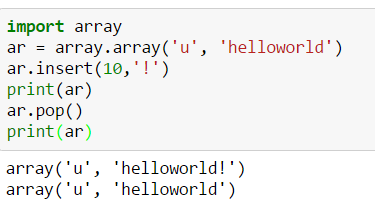 import array
ar = array.array('u', 'helloworld')
ar.insert(10,'!')
print(ar)
ar.pop()
print(ar)
array('u', 'helloworld!')
array('u', 'helloworld')